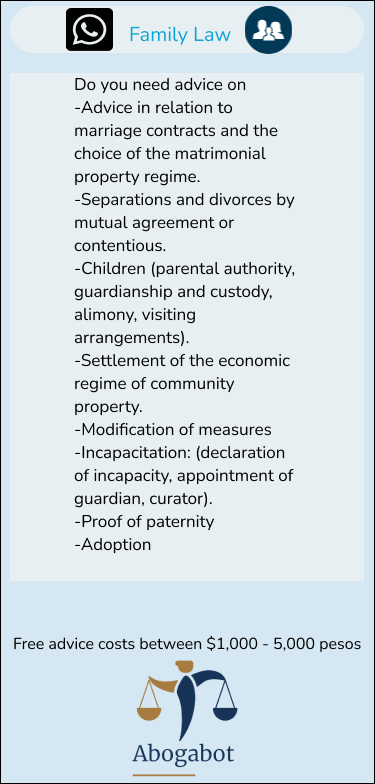 Family Law
Do you need advice on
-Advice in relation to
marriage contracts and the
choice of the matrimonial
property regime.
-Separations and divorces by
mutual agreement or
contentious.
-Children (parental authority,
guardianship and custody,
alimony, visiting
arrangements).
-Settlement of the economic
regime of community
property.
-Modification of measures
-Incapacitation: (declaration
of incapacity, appointment of
guardian, curator).
-Proof of paternity
-Adoption
Free advice costs between $1,000 - 5,000 pesos
Abogabot